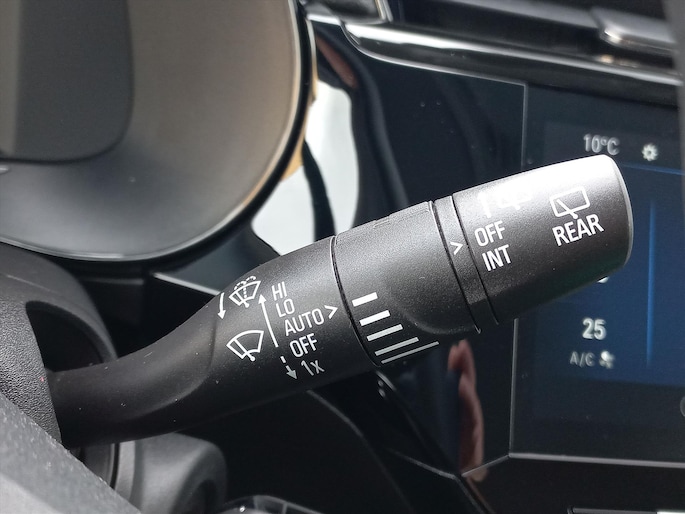 10°C
OFF
INT
REAR
HI
LO
AUTO
OFF
1x
25
A/C